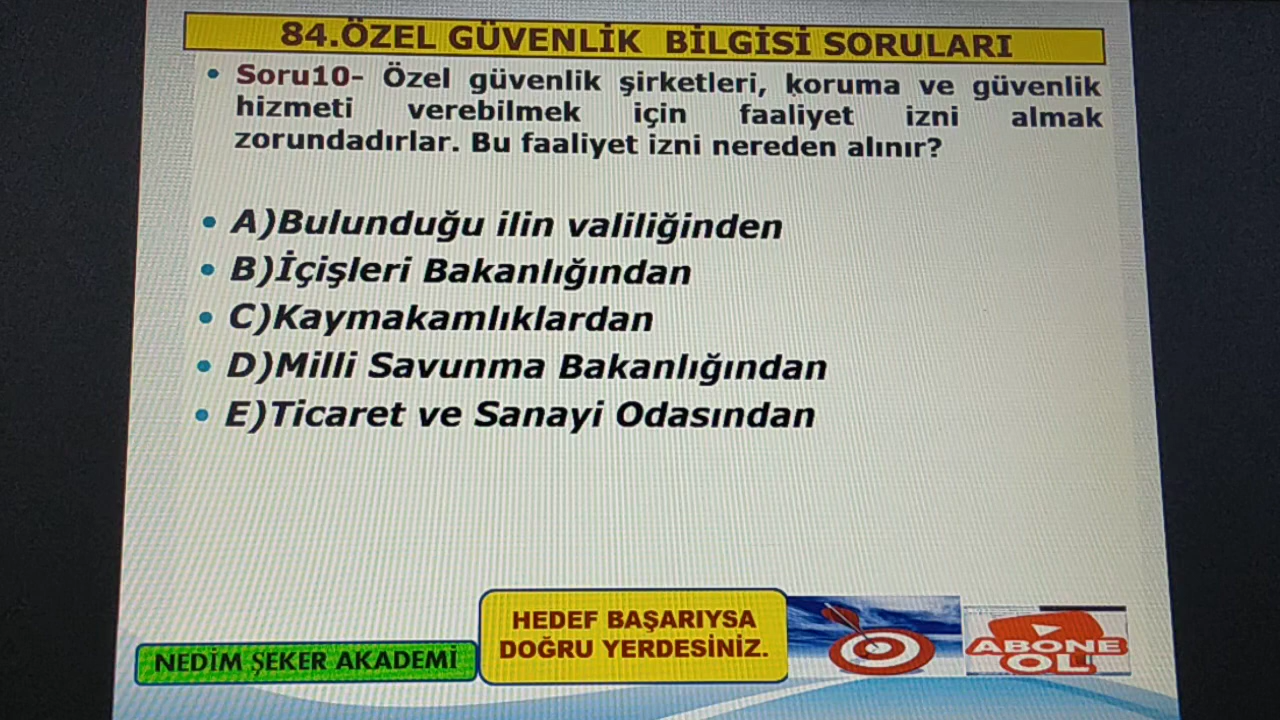 84.ÖZEL GÜVENLİK BİLGİSİ SORULARI
• Soru10- Özel güvenlik şirketleri, koruma ve güvenlik
hizmeti verebilmek için faaliyet izni almak
zorundadırlar. Bu faaliyet izni nereden alınır?
• A)Bulunduğu ilin valiliğinden
• B)İçişleri Bakanlığından
• C)Kaymakamlıklardan
• D)Milli Savunma Bakanlığından
• E)Ticaret ve Sanayi Odasından
HEDEF BAŞARIYSA
DOĞRU YERDESİNİZ.
NEDİM ŞEKER AKADEMİ
ABONE
OL